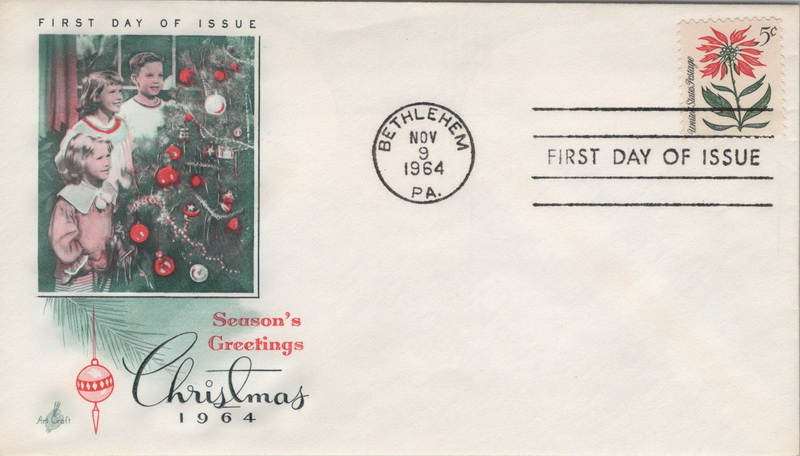 FIRST DAY OF ISSUE
5c
United States Postage
BETHLEHEM
NOV
9
1964
PA.
FIRST DAY OF ISSUE
Season's
Greetings
Christmas
1964
Art Craft